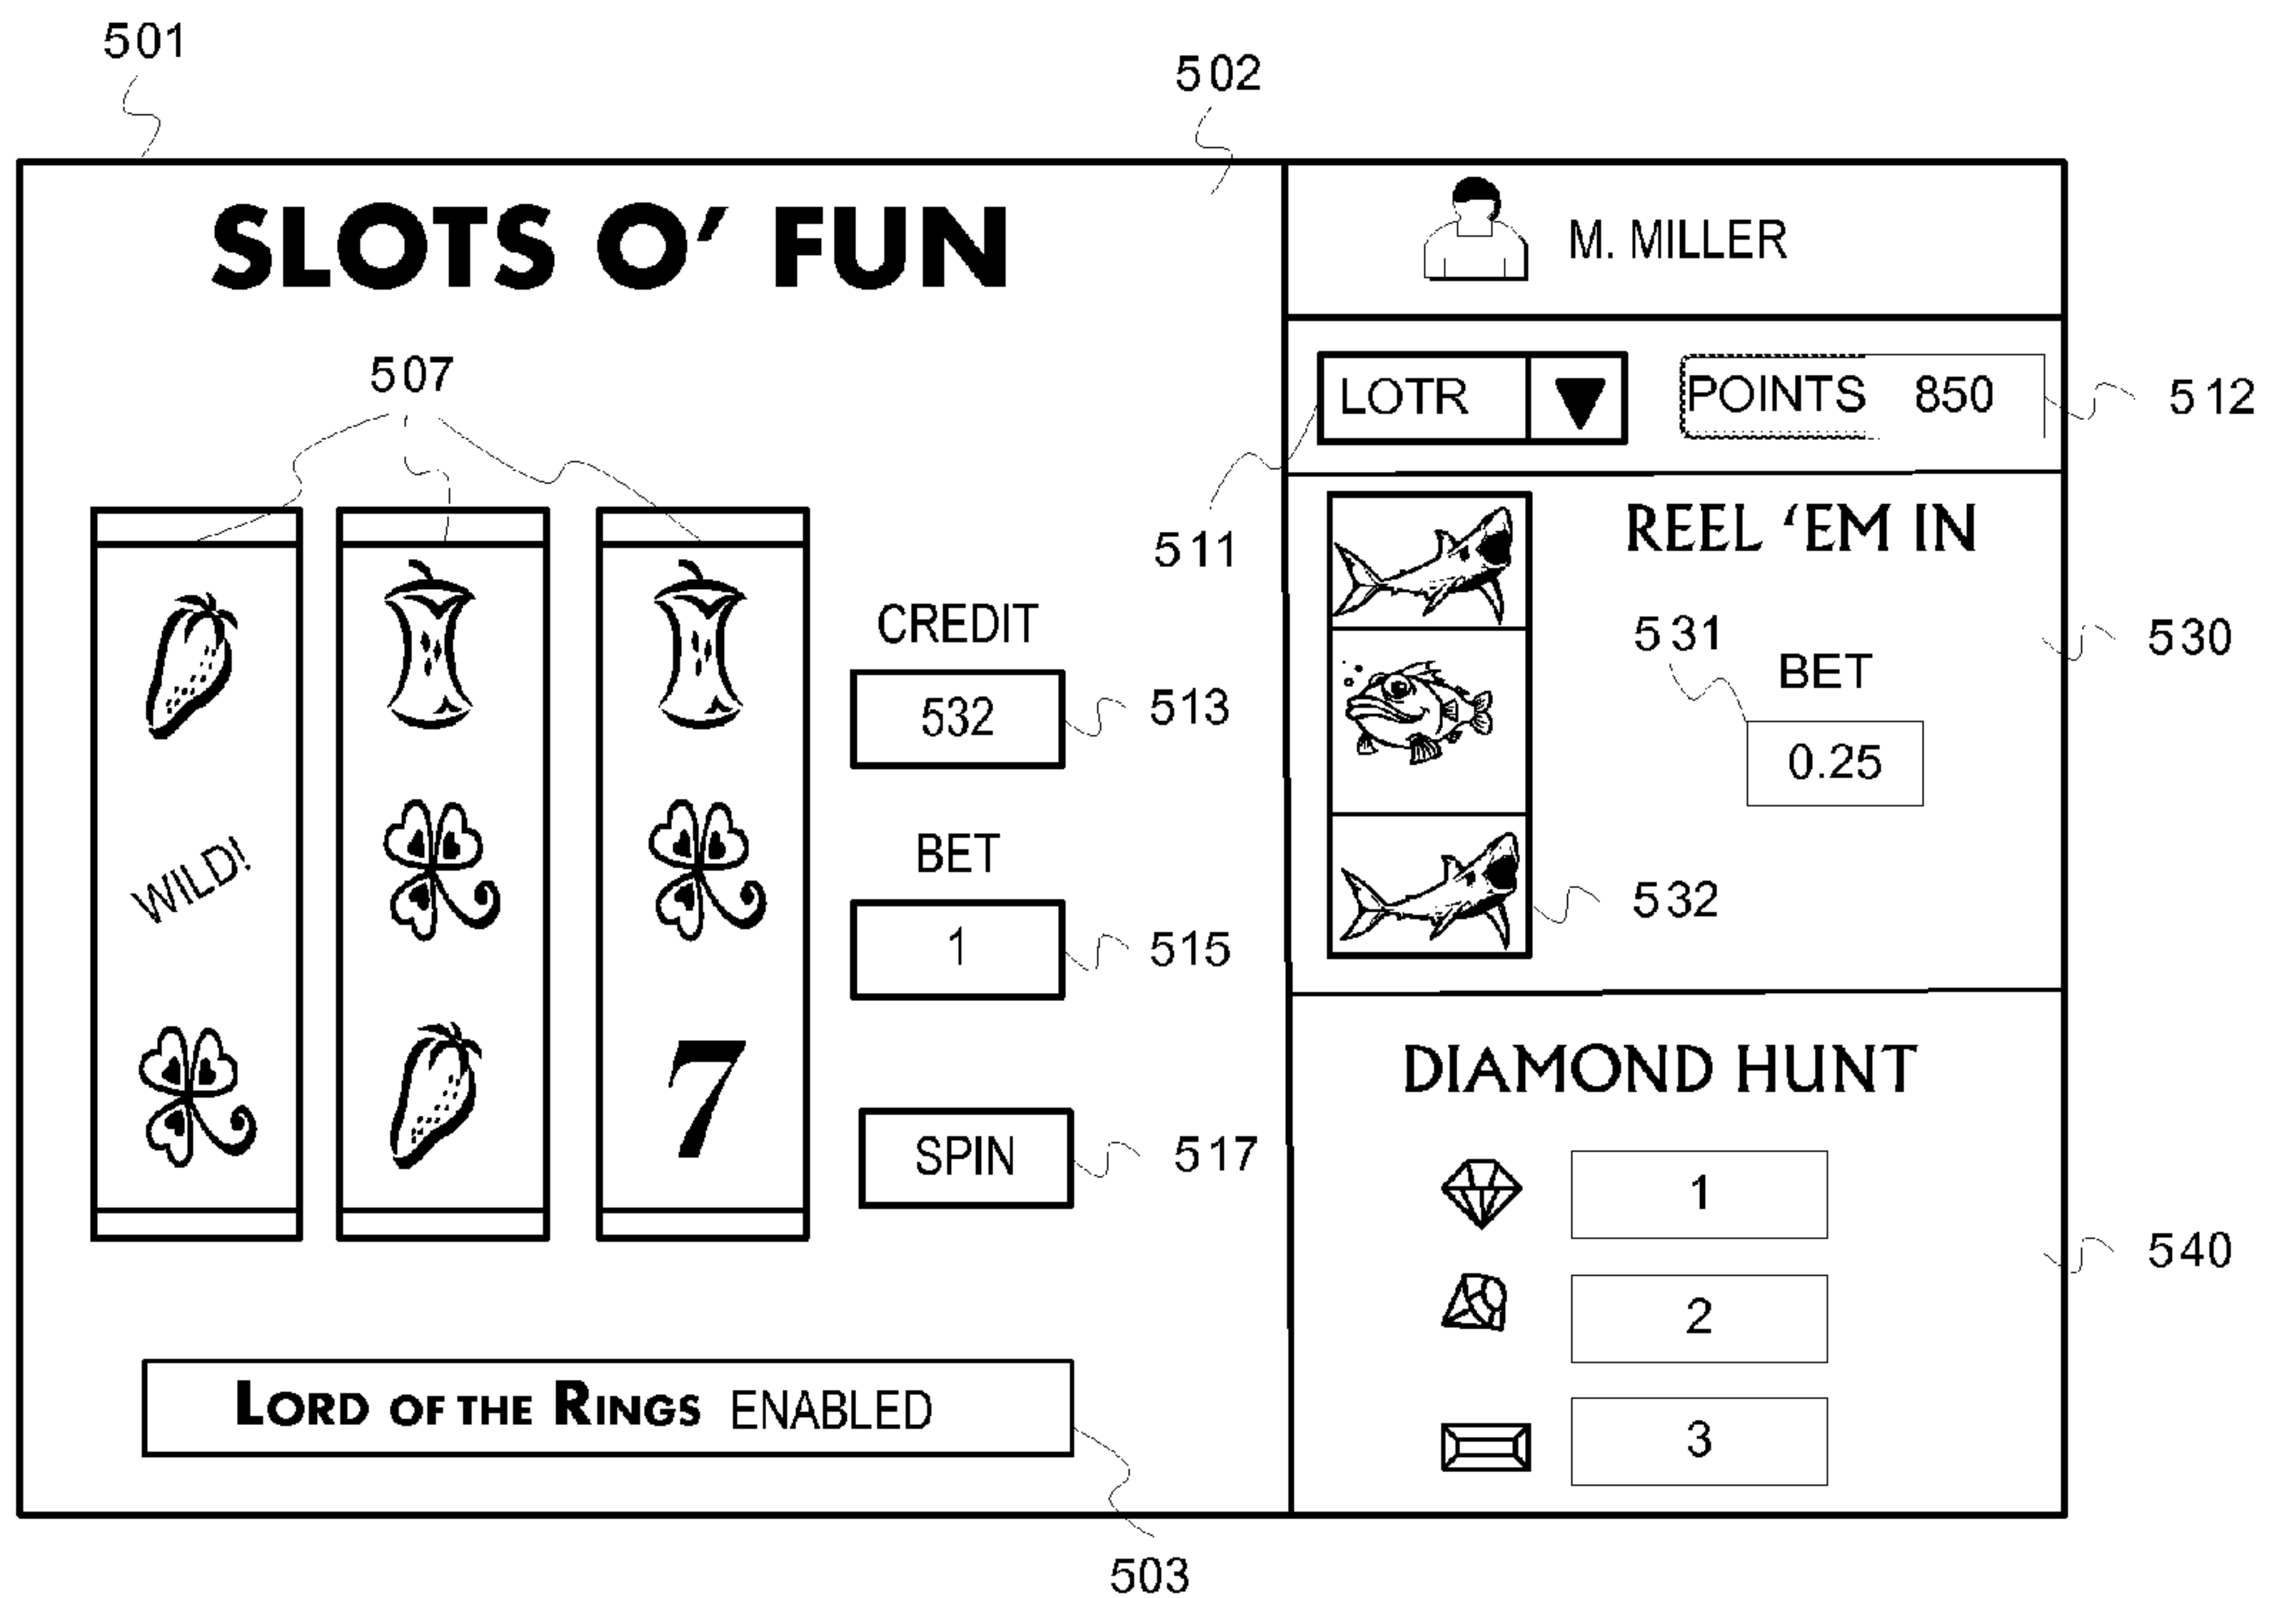 501
502
SLOTS O' FUN
M. MILLER
507
LOTR
POINTS 850
512
511
REEL 'EM IN
CREDIT
531
530
BET
532
513
0.25
BET
WILD!
532
1
515
DIAMOND HUNT
7
SPIN
517
1
540
2
LORD OF THE RINGS ENABLED
3
503